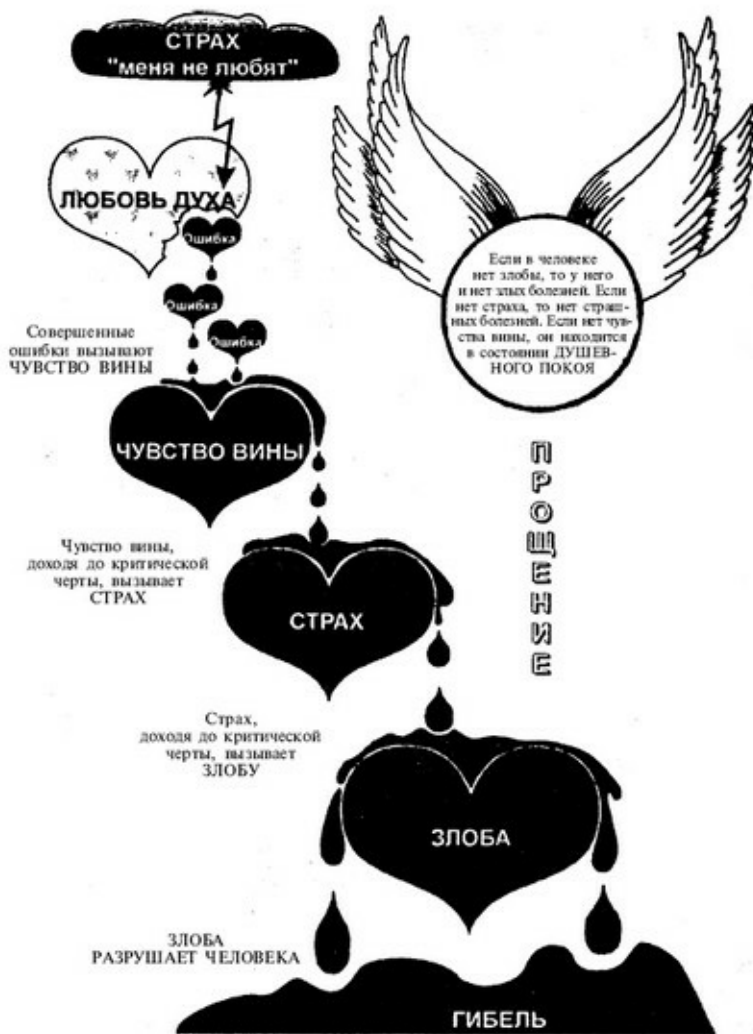 СТРАХ
"меня не любят"
ЛЮБОВЬ ДУХА
Ошибка
Ошибка
Ошибка
Совершенные
ошибки вызывают
ЧУВСТВО ВИНЫ
ЧУВСТВО ВИНЫ
Чувство вины,
доходя до критической
черты, вызывает
СТРАХ
СТРАХ
Страх,
доходя до критической
черты, вызывает
ЗЛОБУ
ЗЛОБА
ЗЛОБА
РАЗРУШАЕТ ЧЕЛОВЕКА
ГИБЕЛЬ
Если в человеке
нет злобы, то у него
и нет злых болезней. Если
нет страха, то нет страш-
ных болезней. Если нет чув-
ства вины, он находится
в состоянии ДУШЕВ-
НОГО ПОКОЯ
ПРОЩЕНИЕ